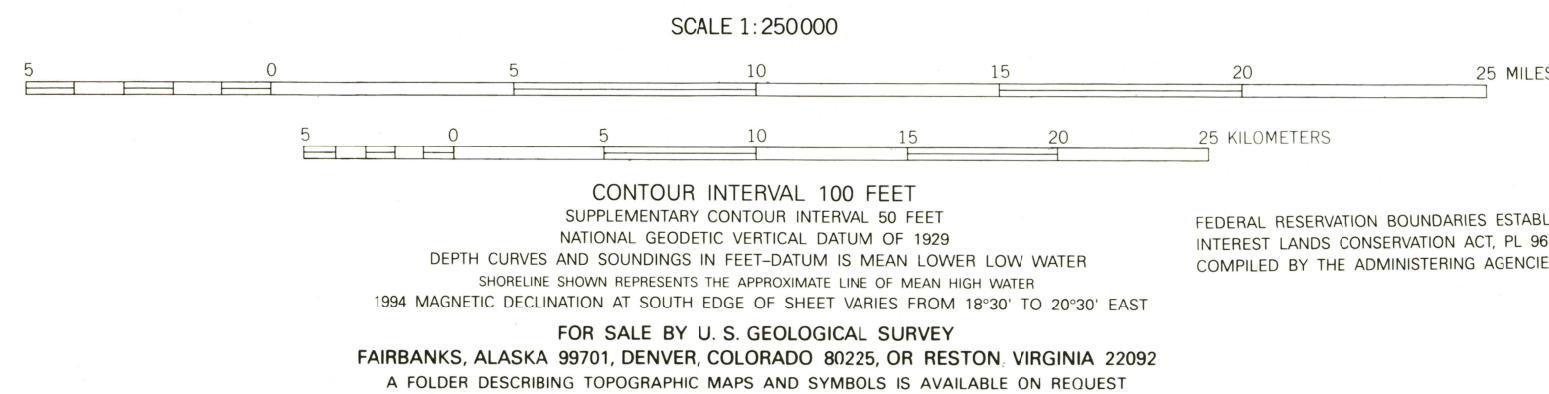 SCALE 1:250000
5 0 5 10 15 20 25 MILES
5 0 5 10 15 20 25 KILOMETERS
CONTOUR INTERVAL 100 FEET
SUPPLEMENTARY CONTOUR INTERVAL 50 FEET
NATIONAL GEODETIC VERTICAL DATUM OF 1929
DEPTH CURVES AND SOUNDINGS IN FEET–DATUM IS MEAN LOWER LOW WATER
SHORELINE SHOWN REPRESENTS THE APPROXIMATE LINE OF MEAN HIGH WATER
1994 MAGNETIC DECLINATION AT SOUTH EDGE OF SHEET VARIES FROM 18°30' TO 20°30' EAST
FOR SALE BY U. S. GEOLOGICAL SURVEY
FAIRBANKS, ALASKA 99701, DENVER, COLORADO 80225, OR RESTON, VIRGINIA 22092
A FOLDER DESCRIBING TOPOGRAPHIC MAPS AND SYMBOLS IS AVAILABLE ON REQUEST
FEDERAL RESERVATION BOUNDARIES ESTABL
INTEREST LANDS CONSERVATION ACT, PL 96
COMPILED BY THE ADMINISTERING AGENCIE